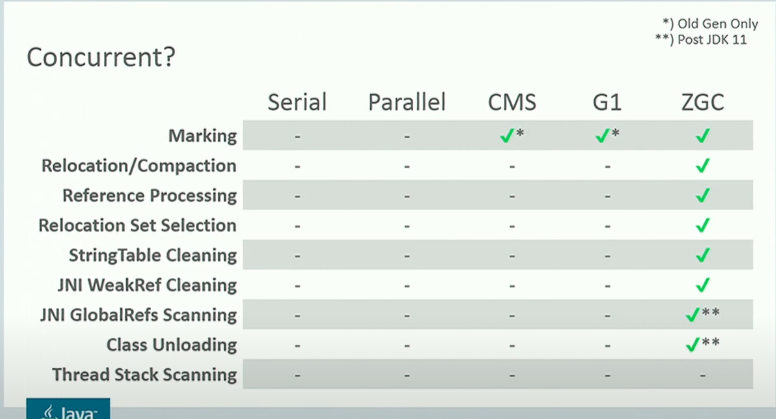 *) Old Gen Only
**) Post JDK 11
Concurrent?
Serial Parallel CMS G1 ZGC
Marking - - ✓* ✓* ✓
Relocation/Compaction - - - - ✓
Reference Processing - - - - ✓
Relocation Set Selection - - - - ✓
StringTable Cleaning - - - - ✓
JNI WeakRef Cleaning - - - - ✓
JNI GlobalRefs Scanning - - - - ✓**
Class Unloading - - - - ✓**
Thread Stack Scanning - - - - -
Java